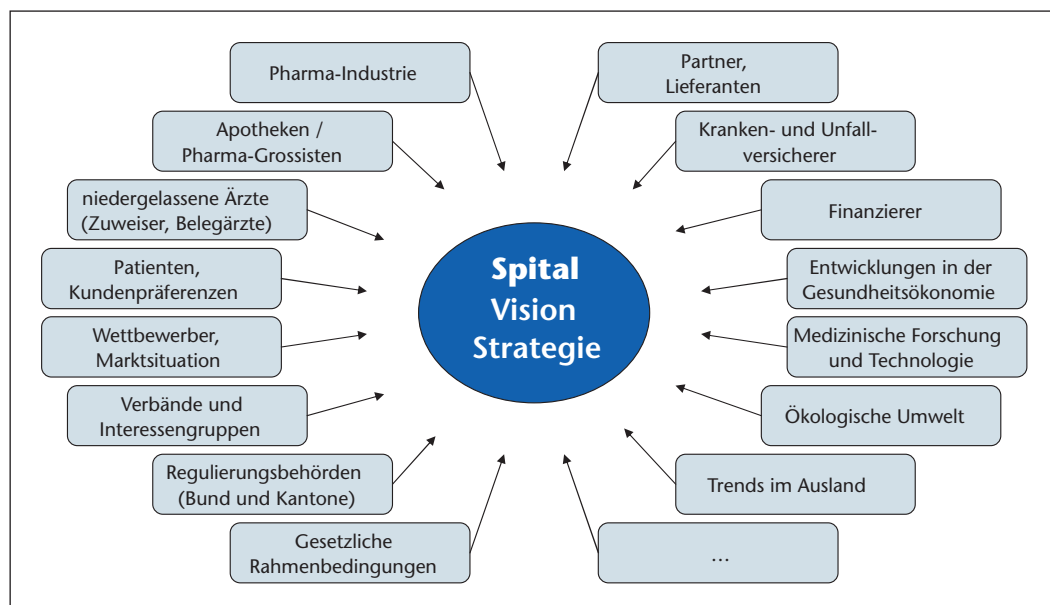 Pharma-Industrie
Apotheken /
Pharma-Grossisten
niedergelassene Ärzte
(Zuweiser, Belegärzte)
Patienten,
Kundenpräferenzen
Wettbewerber,
Marktsituation
Verbände und
Interessengruppen
Regulierungsbehörden
(Bund und Kantone)
Gesetzliche
Rahmenbedingungen
Spital
Vision
Strategie
Partner,
Lieferanten
Kranken- und Unfall-
versicherer
Finanzierer
Entwicklungen in der
Gesundheitsökonomie
Medizinische Forschung
und Technologie
Ökologische Umwelt
Trends im Ausland
...